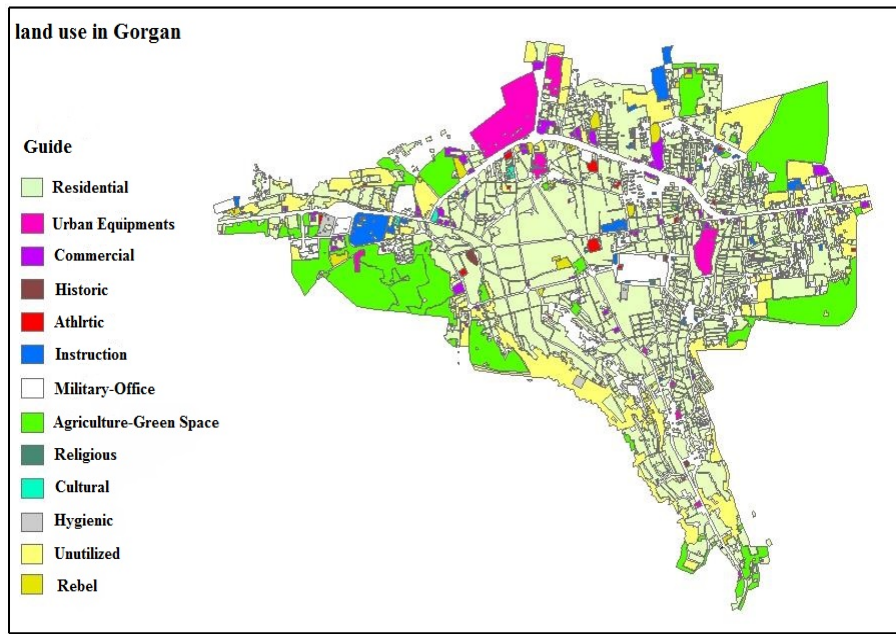 land use in Gorgan
Guide
Residential
Urban Equipments
Commercial
Historic
Athlrtic
Instruction
Military-Office
Agriculture-Green Space
Religious
Cultural
Hygienic
Unutilized
Rebel